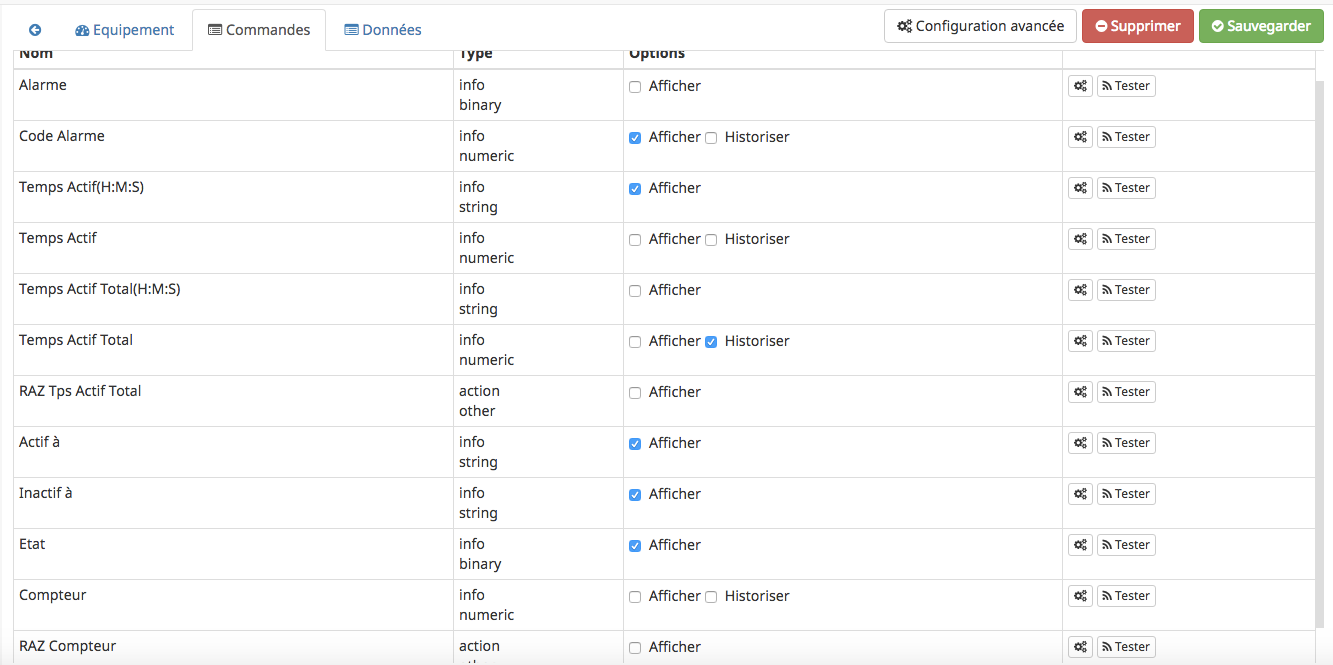 Equipement Commandes Données Configuration avancée Supprimer Sauvegarder
Nom Type Options
Alarme info Afficher Tester
binary
Code Alarme info Afficher Historiser Tester
numeric
Temps Actif(H:M:S) info Afficher Tester
string
Temps Actif info Afficher Historiser Tester
numeric
Temps Actif Total(H:M:S) info Afficher Tester
string
Temps Actif Total info Afficher Historiser Tester
numeric
RAZ Tps Actif Total action Afficher Tester
other
Actif à info Afficher Tester
string
Inactif à info Afficher Tester
string
Etat info Afficher Tester
binary
Compteur info Afficher Historiser Tester
numeric
RAZ Compteur action Afficher Tester